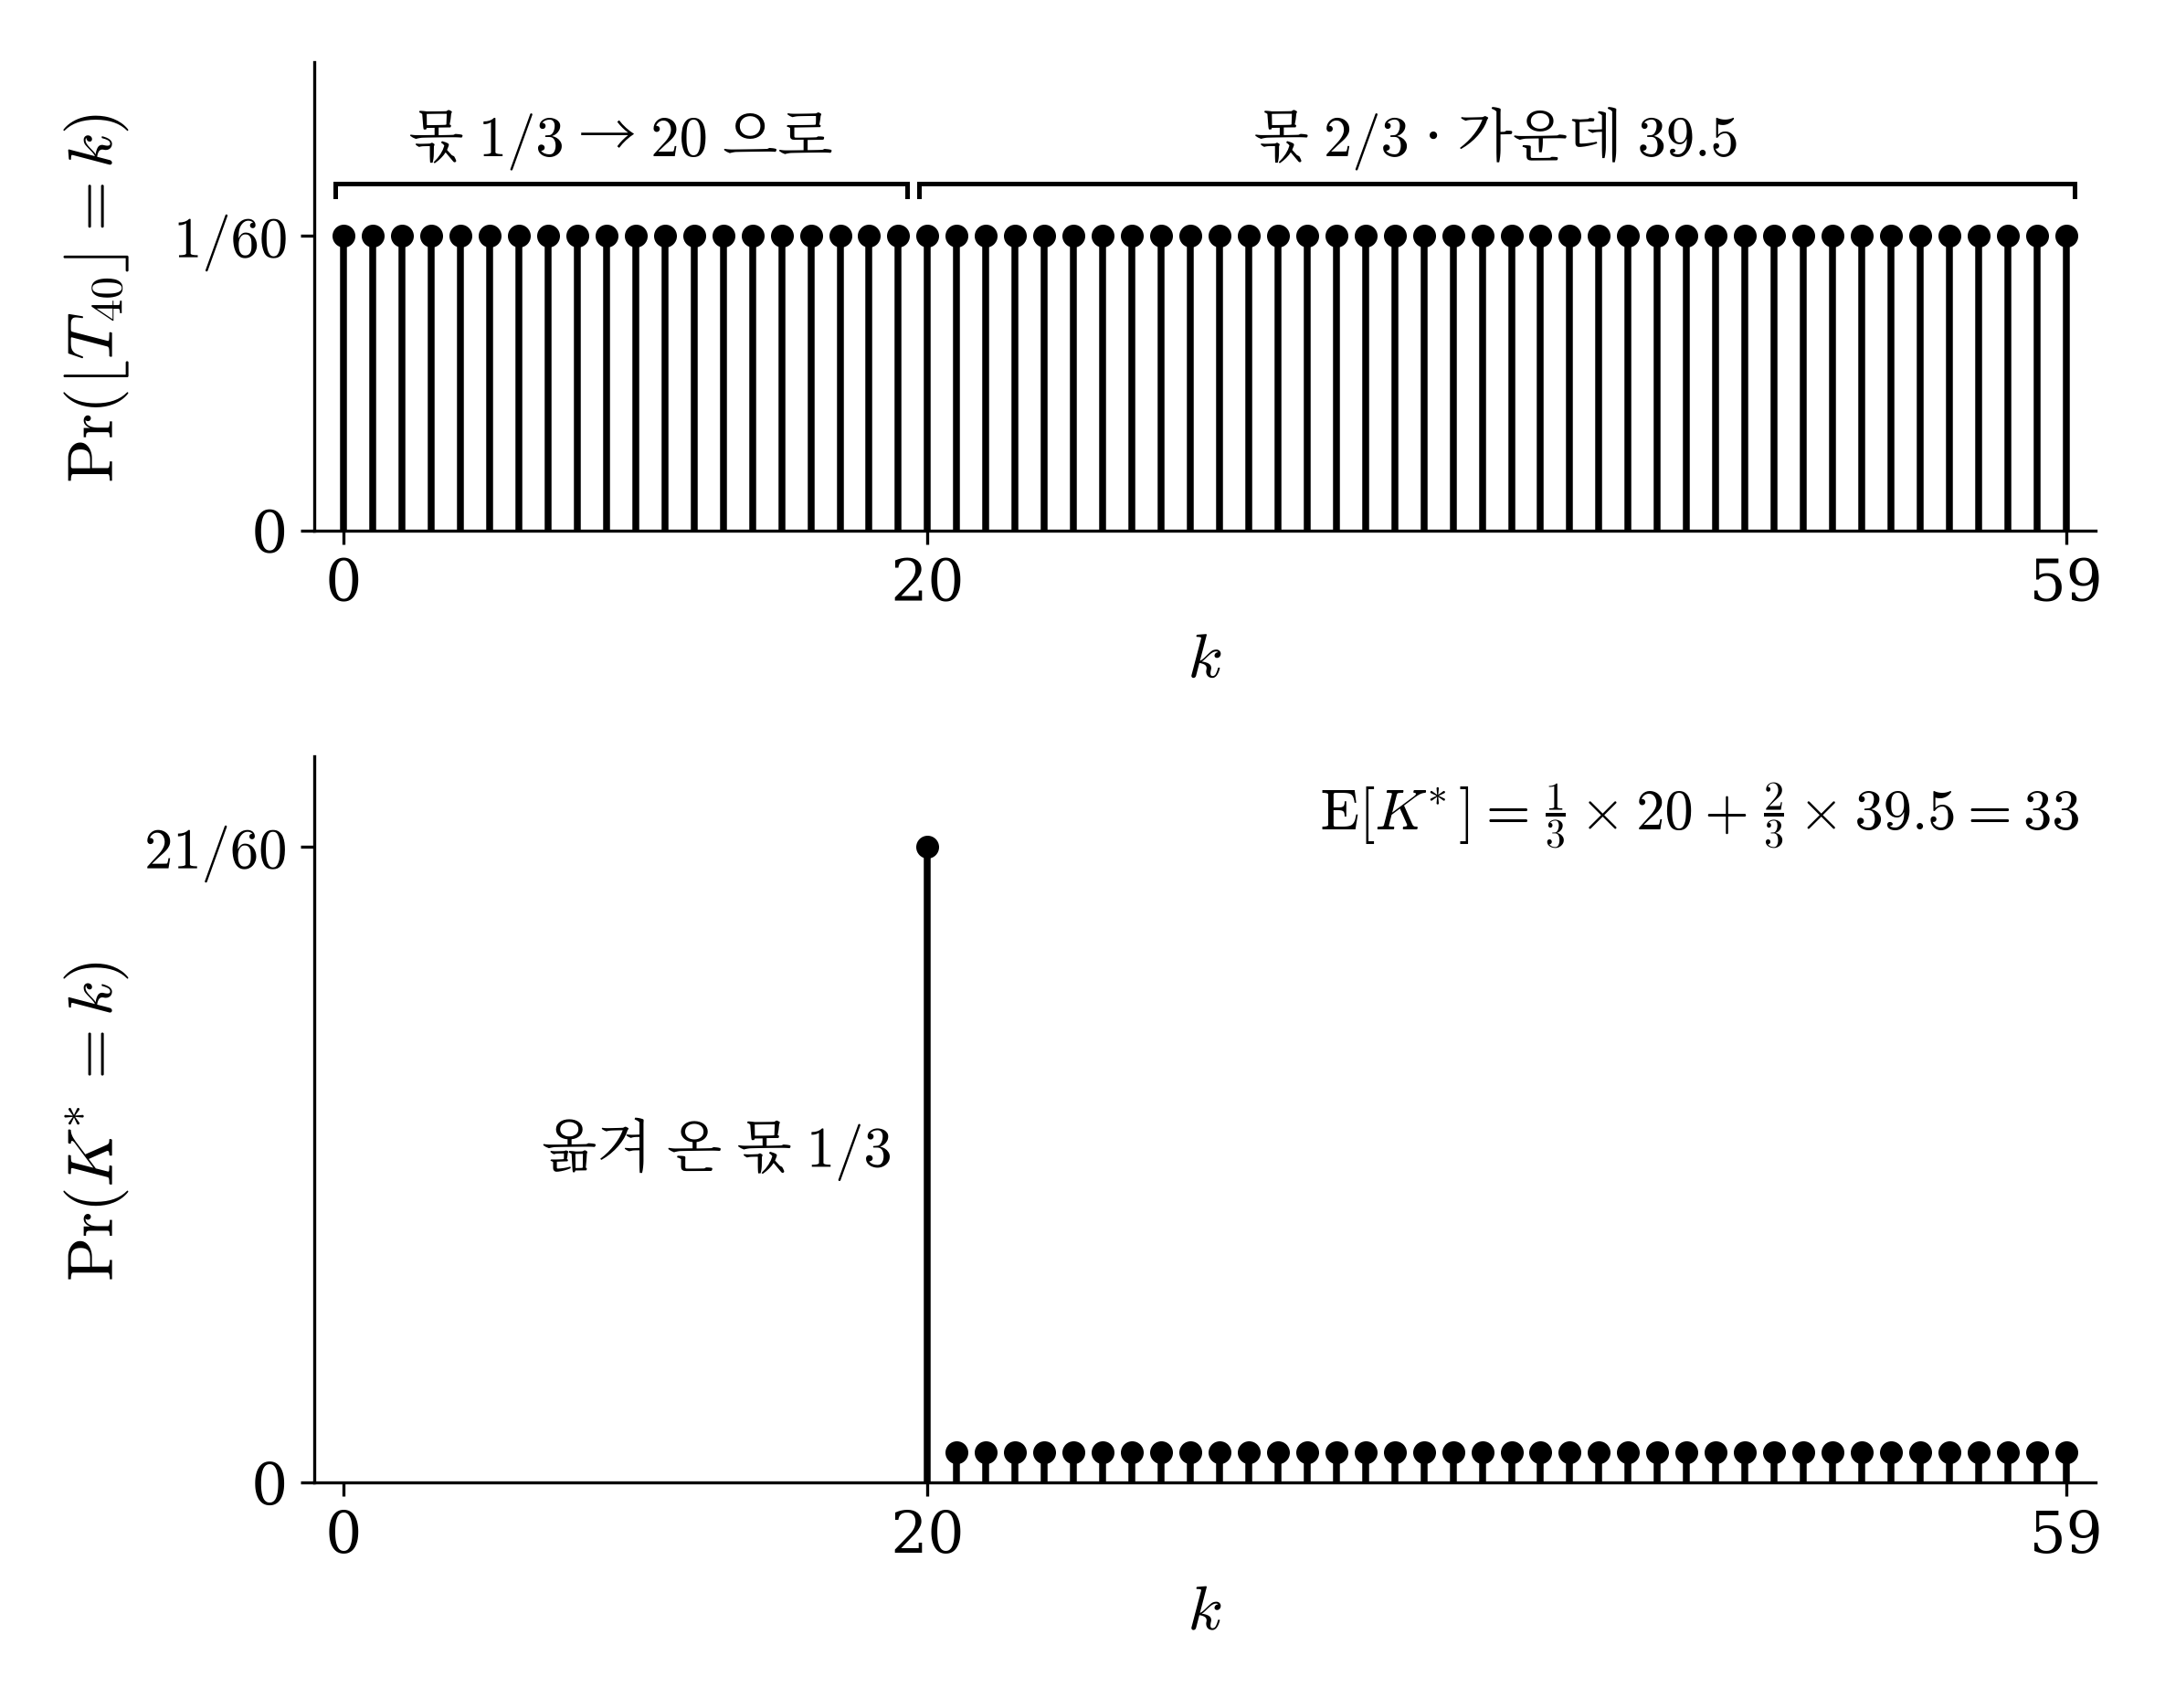 몫 1/3 → 20 으로
몫 2/3 · 가운데 39.5
Pr(⌊T₄₀⌋ = k)
1/60
0
0 20 59
k
E[K*] = 1/3 × 20 + 2/3 × 39.5 = 33
21/60
옮겨 온 몫 1/3
Pr(K* = k)
0
0 20 59
k